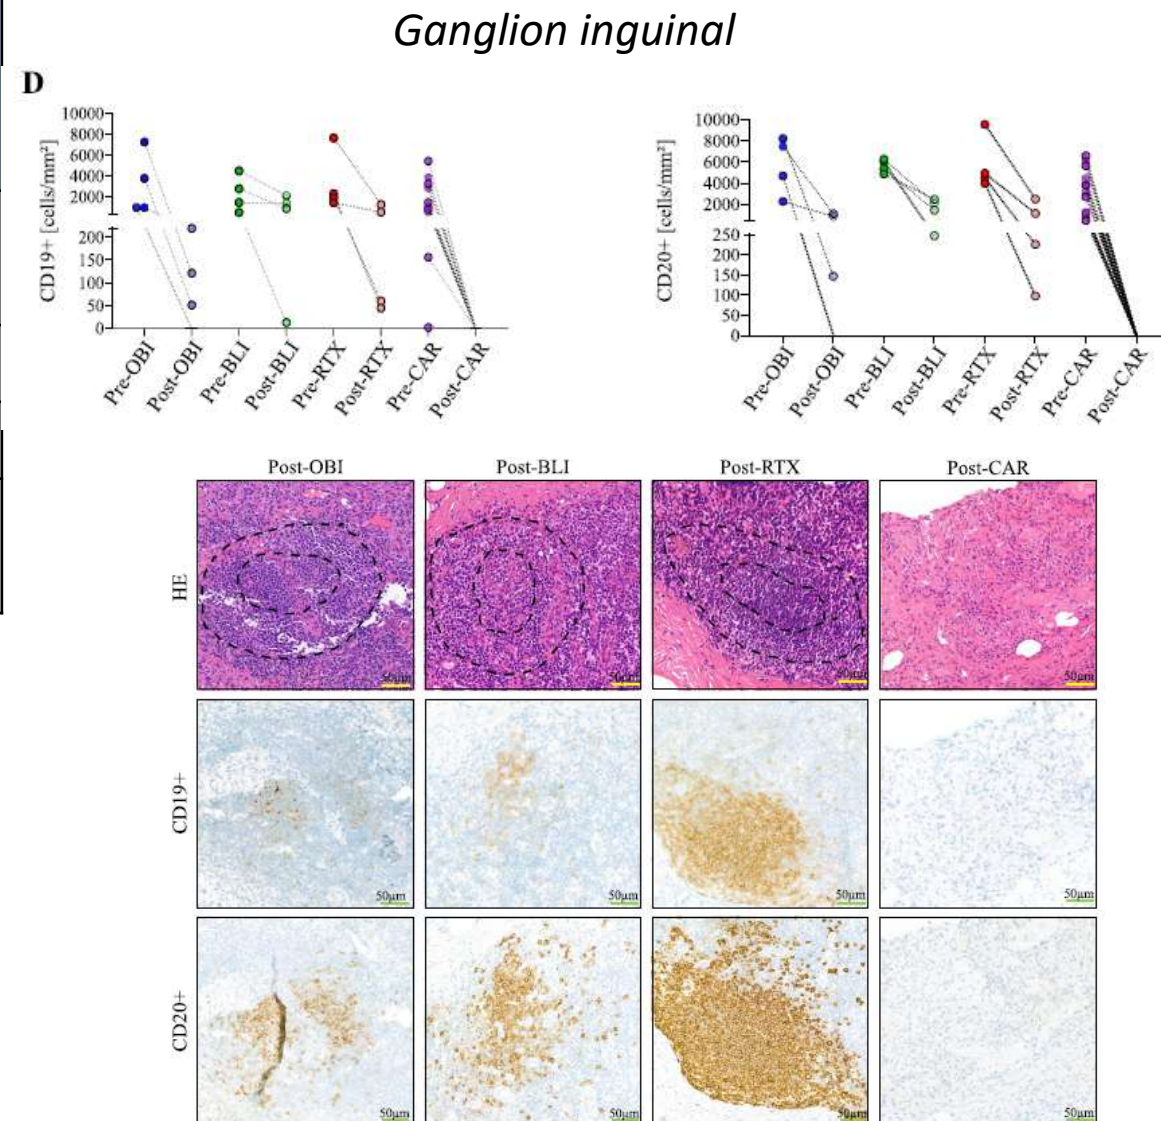 Ganglion inguinal
D
CD19+ [cells/mm²]
10000
8000
6000
4000
2000
200
150
100
50
0
Pre-OBI
Post-OBI
Pre-BLI
Post-BLI
Pre-RTX
Post-RTX
Pre-CAR
Post-CAR
CD20+ [cells/mm²]
10000
8000
6000
4000
2000
250
200
150
100
50
0
Pre-OBI
Post-OBI
Pre-BLI
Post-BLI
Pre-RTX
Post-RTX
Pre-CAR
Post-CAR
Post-OBI Post-BLI Post-RTX Post-CAR
HE
50µm 50µm 50µm 50µm
CD19+
50µm 50µm 50µm 50µm
CD20+
50µm 50µm 50µm 50µm